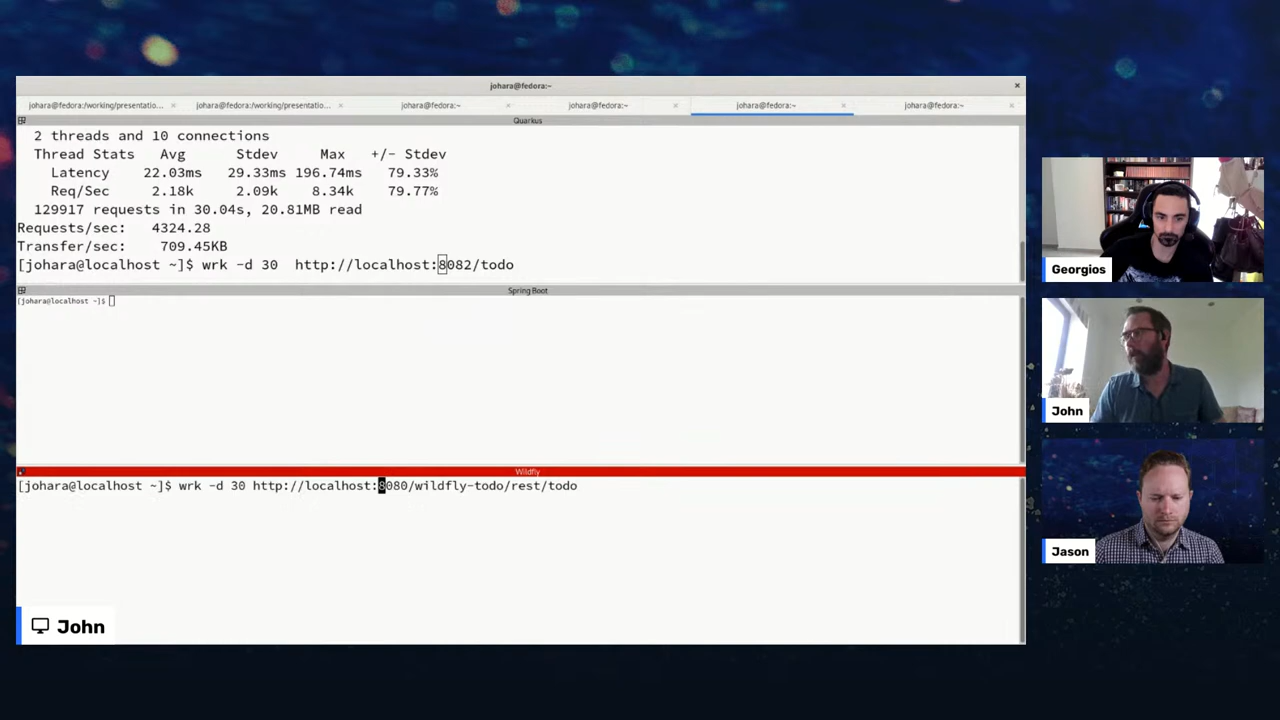 johara@fedora:~
johara@fedora:/working/presentatio...
johara@fedora:/working/presentatio...
johara@fedora:~
johara@fedora:~
johara@fedora:~
johara@fedora:~
Quarkus
2 threads and 10 connections
Thread Stats Avg Stdev Max +/- Stdev
Latency 22.03ms 29.33ms 196.74ms 79.33%
Req/Sec 2.18k 2.09k 8.34k 79.77%
129917 requests in 30.04s, 20.81MB read
Requests/sec: 4324.28
Transfer/sec: 709.45KB
[johara@localhost ~]$ wrk -d 30 http://localhost:8082/todo
Spring Boot
[johara@localhost ~]$
Wildfly
[johara@localhost ~]$ wrk -d 30 http://localhost:8080/wildfly-todo/rest/todo
Georgios
John
Jason
John